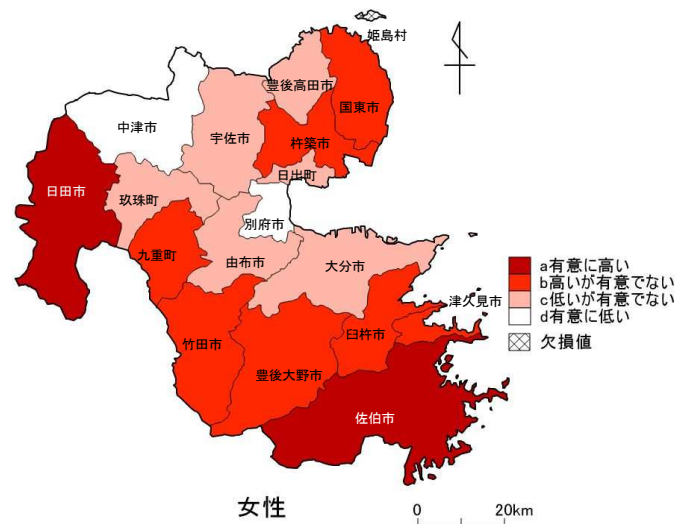 姫島村
豊後高田市
国東市
中津市
宇佐市
杵築市
日出町
日田市
玖珠町
別府市
九重町
由布市
大分市
津久見市
竹田市
臼杵市
豊後大野市
佐伯市
a有意に高い
b高いが有意でない
c低いが有意でない
d有意に低い
欠損値
女性
0 20km